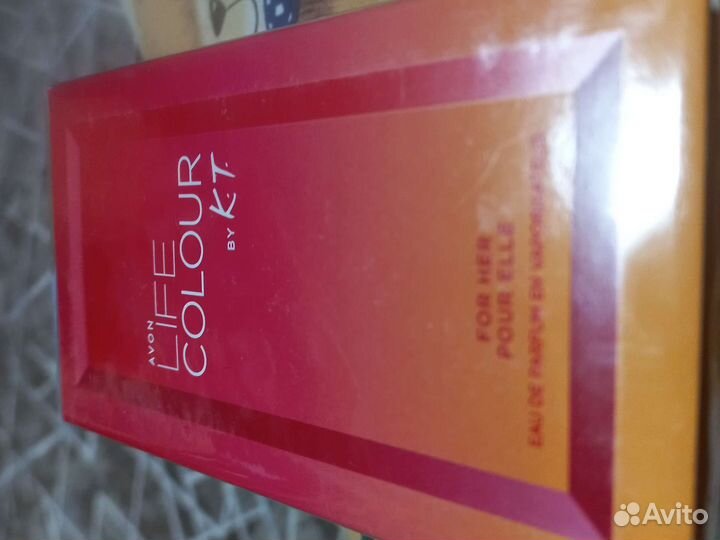 AVON
LIFE
COLOUR
BY K.T.
FOR HER
POUR ELLE
EAU DE PARFUM EN VAPORISATEUR
Avito